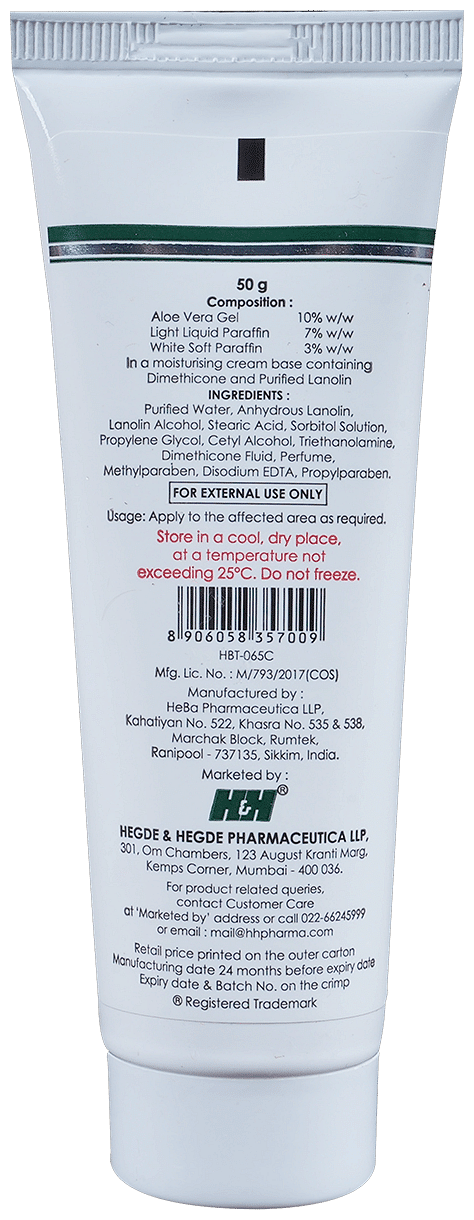 50 g
Composition :
Aloe Vera Gel 10% w/w
Light Liquid Paraffin 7% w/w
White Soft Paraffin 3% w/w
In a moisturising cream base containing
Dimethicone and Purified Lanolin
INGREDIENTS :
Purified Water, Anhydrous Lanolin,
Lanolin Alcohol, Stearic Acid, Sorbitol Solution,
Propylene Glycol, Cetyl Alcohol, Triethanolamine,
Dimethicone Fluid, Perfume,
Methylparaben, Disodium EDTA, Propylparaben.
FOR EXTERNAL USE ONLY
Usage: Apply to the affected area as required.
Store in a cool, dry place,
at a temperature not
exceeding 25°C. Do not freeze.
8 906058 357009
HBT-065C
Mfg. Lic. No. : M/793/2017(COS)
Manufactured by :
HeBa Pharmaceutica LLP,
Kahatiyan No. 522, Khasra No. 535 & 538,
Marchak Block, Rumtek,
Ranipool - 737135, Sikkim, India.
Marketed by :
H&H®
HEGDE & HEGDE PHARMACEUTICA LLP,
301, Om Chambers, 123 August Kranti Marg,
Kemps Corner, Mumbai - 400 036.
For product related queries,
contact Customer Care
at 'Marketed by' address or call 022-66245999
or email : mail@hhpharma.com
Retail price printed on the outer carton
Manufacturing date 24 months before expiry date
Expiry date & Batch No. on the crimp
® Registered Trademark